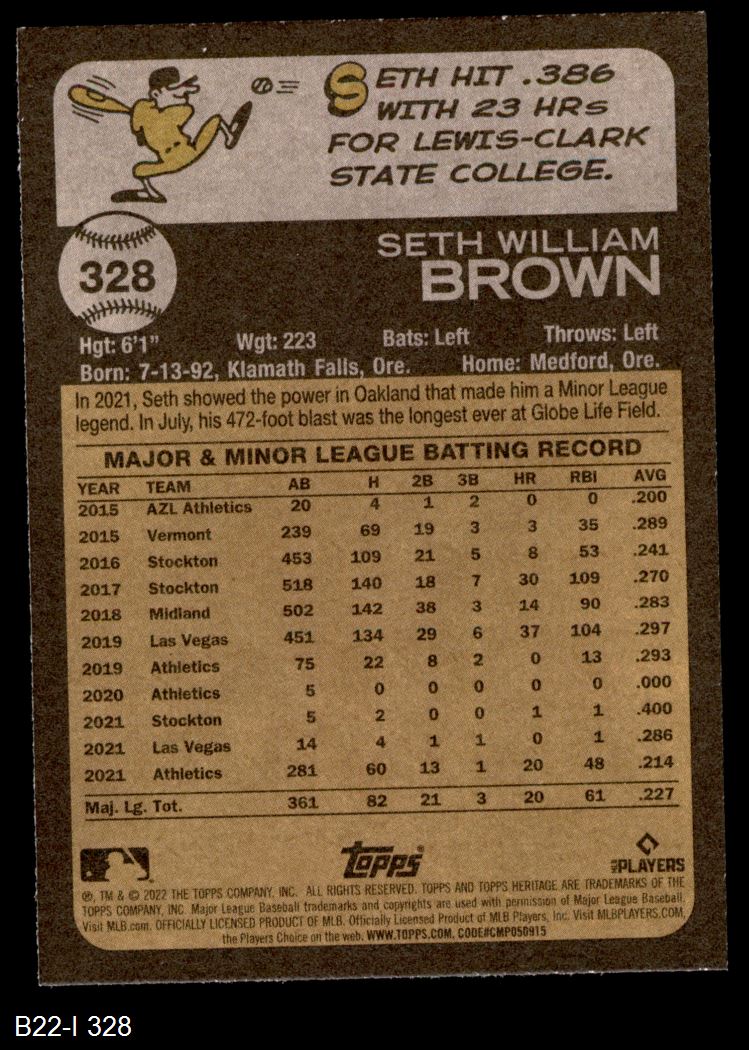 SETH HIT .386
WITH 23 HRs
FOR LEWIS-CLARK
STATE COLLEGE.
328
SETH WILLIAM
BROWN
Hgt: 6'1" Wgt: 223 Bats: Left Throws: Left
Born: 7-13-92, Klamath Falls, Ore. Home: Medford, Ore.
In 2021, Seth showed the power in Oakland that made him a Minor League
legend. In July, his 472-foot blast was the longest ever at Globe Life Field.
MAJOR & MINOR LEAGUE BATTING RECORD
YEAR TEAM AB H 2B 3B HR RBI AVG
2015 AZL Athletics 20 4 1 2 0 0 .200
2015 Vermont 239 69 19 3 3 35 .289
2016 Stockton 453 109 21 5 8 53 .241
2017 Stockton 518 140 18 7 30 109 .270
2018 Midland 502 142 38 3 14 90 .283
2019 Las Vegas 451 134 29 6 37 104 .297
2019 Athletics 75 22 8 2 0 13 .293
2020 Athletics 5 0 0 0 0 0 .000
2021 Stockton 5 2 0 0 1 1 .400
2021 Las Vegas 14 4 1 1 0 1 .286
2021 Athletics 281 60 13 1 20 48 .214
Maj. Lg. Tot. 361 82 21 3 20 61 .227
Topps
MLB PLAYERS
®, TM & © 2022 THE TOPPS COMPANY, INC. ALL RIGHTS RESERVED. TOPPS AND TOPPS HERITAGE ARE TRADEMARKS OF THE
TOPPS COMPANY, INC. Major League Baseball trademarks and copyrights are used with permission of Major League Baseball.
Visit MLB.com. OFFICIALLY LICENSED PRODUCT OF MLB. Officially Licensed Product of MLB Players, Inc. Visit MLBPLAYERS.COM,
the Players Choice on the web. WWW.TOPPS.COM. CODE#CMP050915
B22-I 328